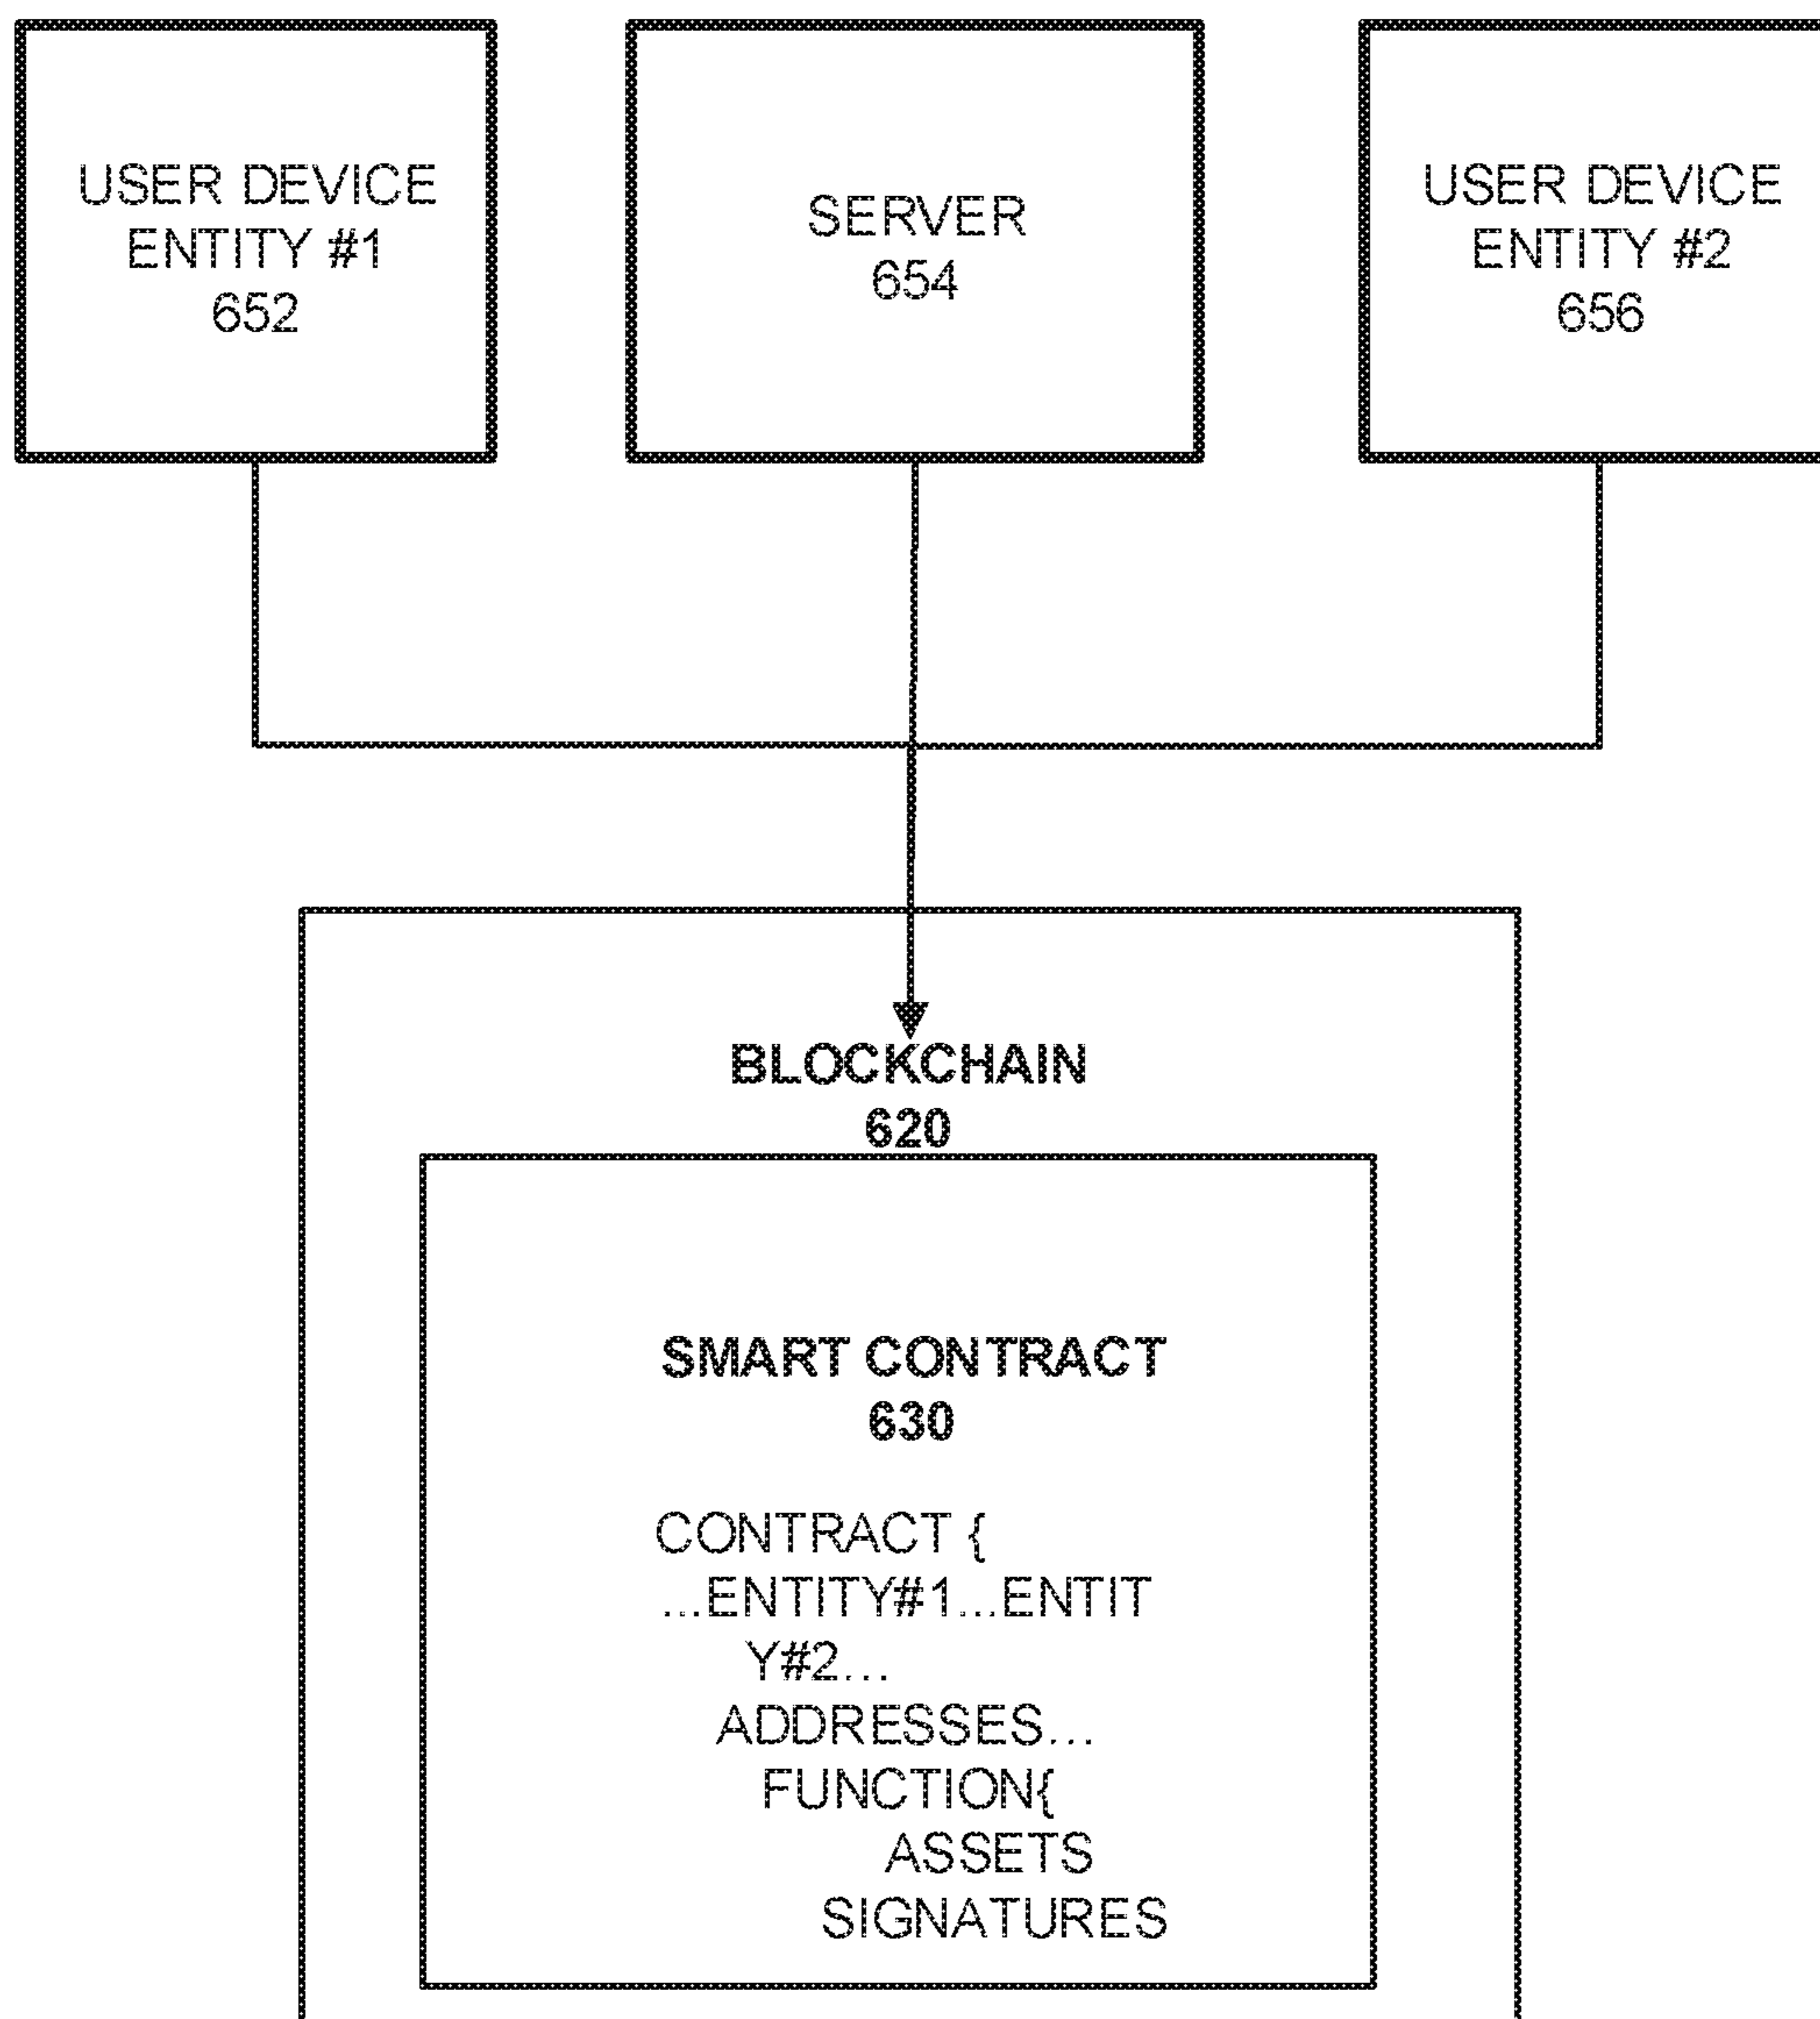 USER DEVICE
ENTITY #1
652
SERVER
654
USER DEVICE
ENTITY #2
656
BLOCKCHAIN
620
SMART CONTRACT
630
CONTRACT {
...ENTITY#1...ENTIT
Y#2...
ADDRESSES...
FUNCTION{
ASSETS
SIGNATURES